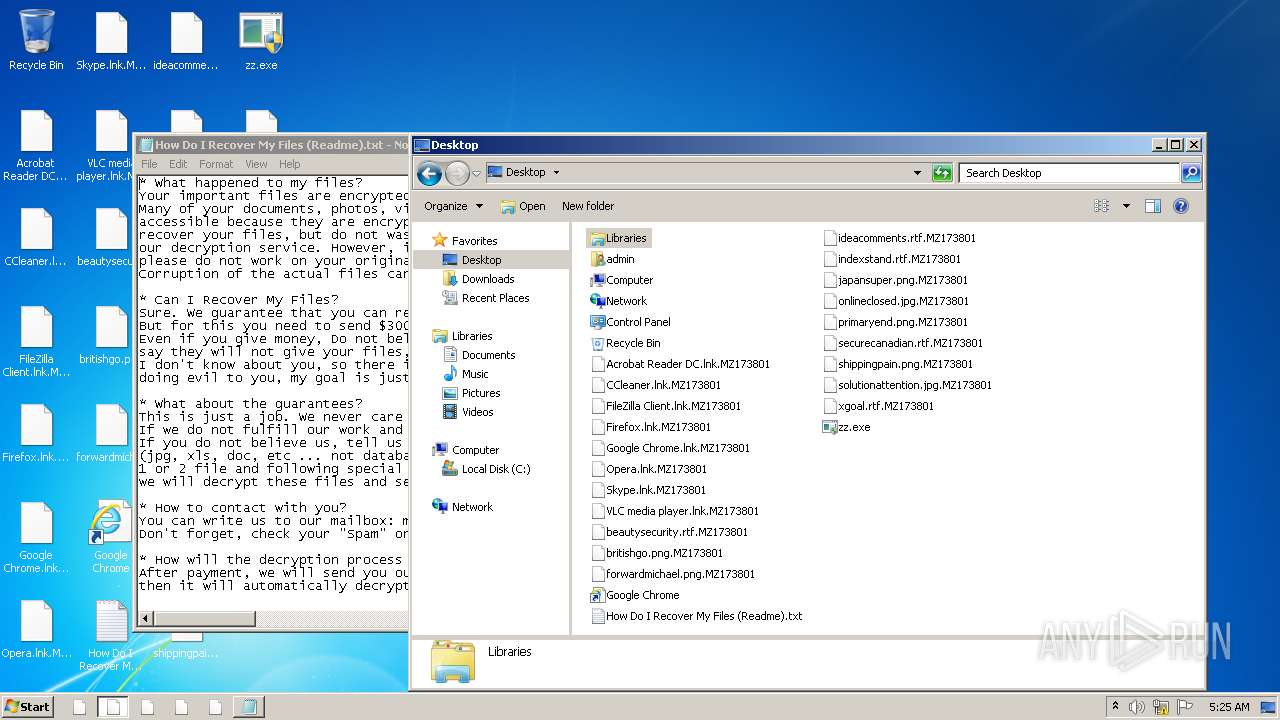 Recycle Bin
Skype.lnk.M...
ideacomme...
zz.exe
Acrobat
Reader DC...
VLC media
player.lnk.M...
CCleaner.l...
beautysecu
FileZilla
Client.lnk.M...
britishgo.p
Firefox.lnk....
forwardmich
Google
Chrome.lnk...
Google
Chrome
Opera.lnk.M...
How Do I
Recover M...
shippingpai...
How Do I Recover My Files (Readme).txt - No
File Edit Format View Help
* What happened to my files?
Your important files are encrypted
Many of your documents, photos, vi
accessible because they are encryp
recover your files, but do not was
our decryption service. However, i
please do not work on your origina
Corruption of the actual files can
* Can I Recover My Files?
Sure. We guarantee that you can re
But for this you need to send $300
Even if you give money, Do not bel
say they will not give your files,
I don't know about you, so there i
doing evil to you, my goal is just
* What about the guarantees?
This is just a job. We never care
If we do not fulfill our work and
If you do not believe us, tell us
(jpg, xls, doc, etc ... not databa
1 or 2 file and following special
we will decrypt these files and se
* How to contact with you?
You can write us to our mailbox: m
Don't forget, check your "spam" or
* How will the decryption process
After payment, we will send you ou
then it will automatically decrypt
Desktop
Desktop
Search Desktop
Organize
Open
New folder
Favorites
Desktop
Downloads
Recent Places
Libraries
Documents
Music
Pictures
Videos
Computer
Local Disk (C:)
Network
Libraries
admin
Computer
Network
Control Panel
Recycle Bin
Acrobat Reader DC.lnk.MZ173801
CCleaner.lnk.MZ173801
FileZilla Client.lnk.MZ173801
Firefox.lnk.MZ173801
Google Chrome.lnk.MZ173801
Opera.lnk.MZ173801
Skype.lnk.MZ173801
VLC media player.lnk.MZ173801
beautysecurity.rtf.MZ173801
britishgo.png.MZ173801
forwardmichael.png.MZ173801
Google Chrome
How Do I Recover My Files (Readme).txt
ideacomments.rtf.MZ173801
indexstand.rtf.MZ173801
japansuper.png.MZ173801
onlineclosed.jpg.MZ173801
primaryend.png.MZ173801
securecanadian.rtf.MZ173801
shippingpain.png.MZ173801
solutionattention.jpg.MZ173801
xgoal.rtf.MZ173801
zz.exe
Libraries
ANY RUN
Start
5:25 AM